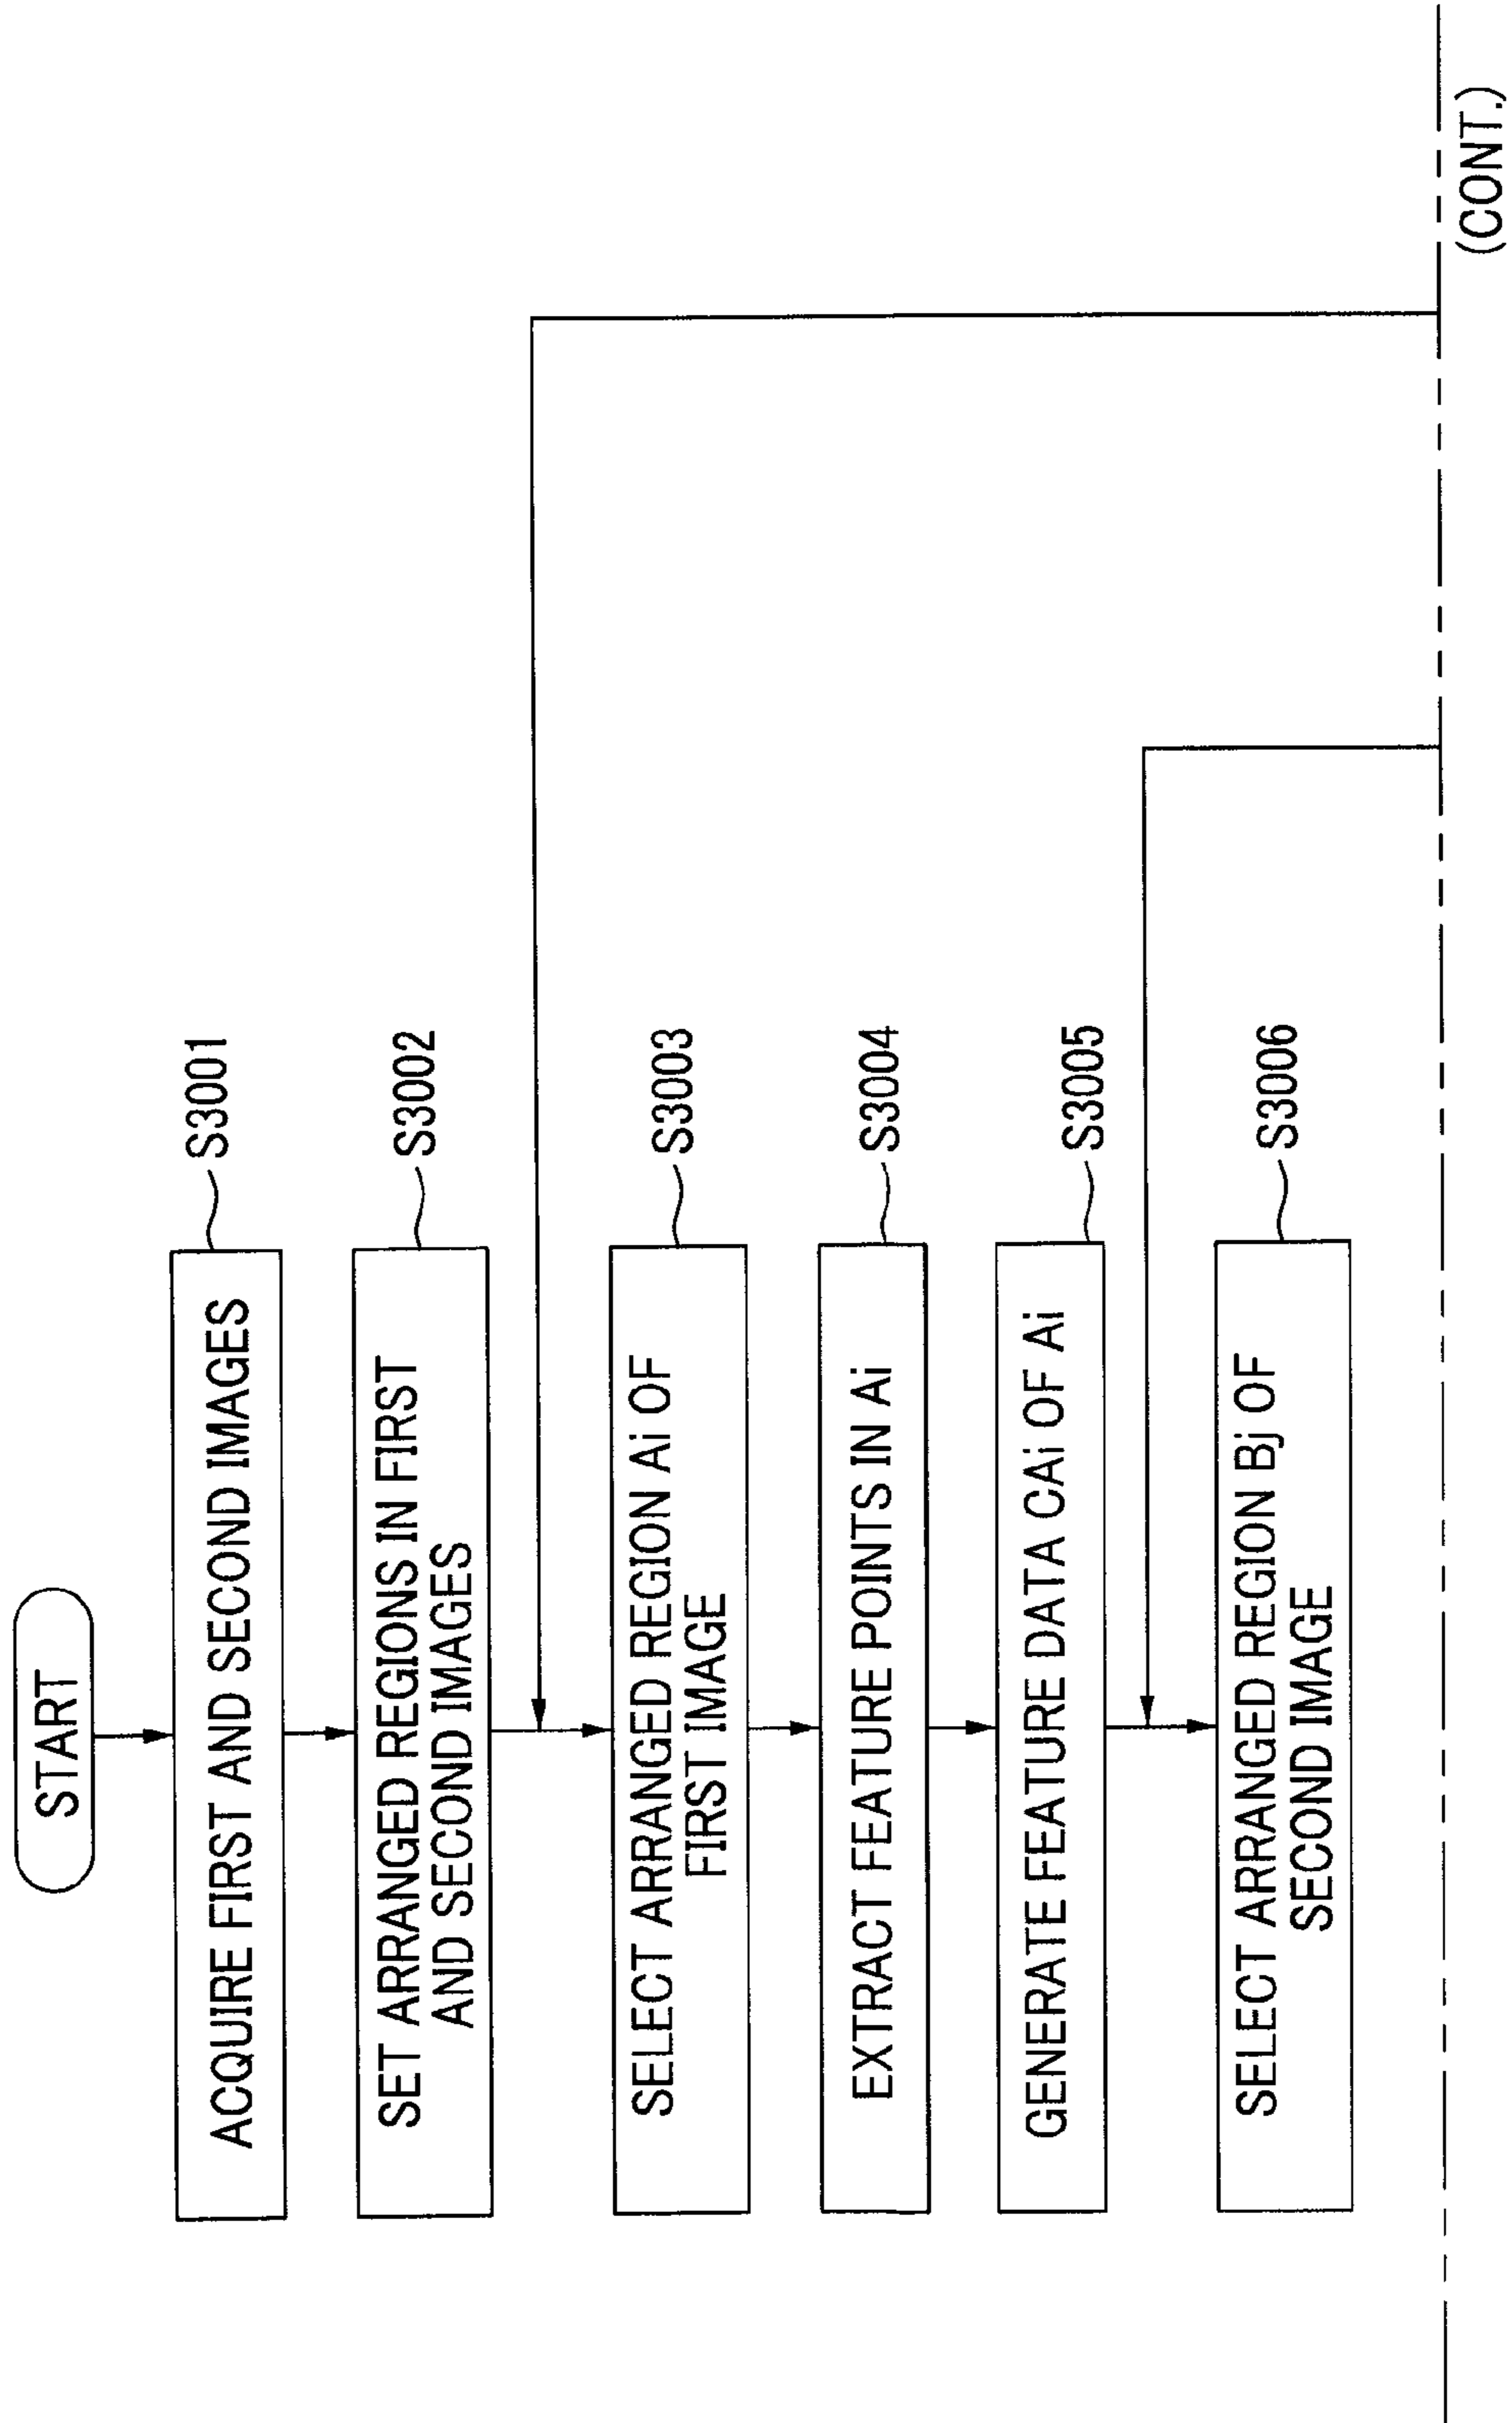 START
ACQUIRE FIRST AND SECOND IMAGES
S3001
SET ARRANGED REGIONS IN FIRST
AND SECOND IMAGES
S3002
SELECT ARRANGED REGION Ai OF
FIRST IMAGE
S3003
EXTRACT FEATURE POINTS IN Ai
S3004
GENERATE FEATURE DATA CAi OF Ai
S3005
SELECT ARRANGED REGION Bj OF
SECOND IMAGE
S3006
(CONT.)